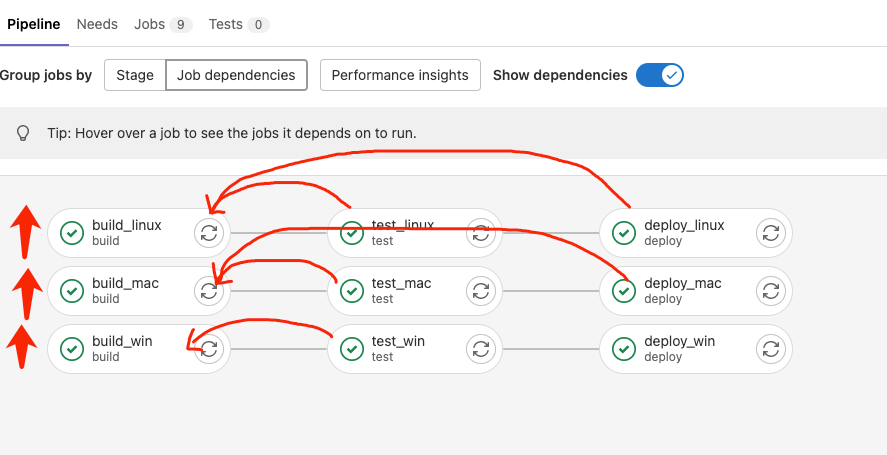 Pipeline Needs Jobs 9 Tests 0
Group jobs by Stage Job dependencies Performance insights Show dependencies
Tip: Hover over a job to see the jobs it depends on to run.
build_linux test_linux deploy_linux
build test deploy
build_mac test_mac deploy_mac
build test deploy
build_win test_win deploy_win
build test deploy